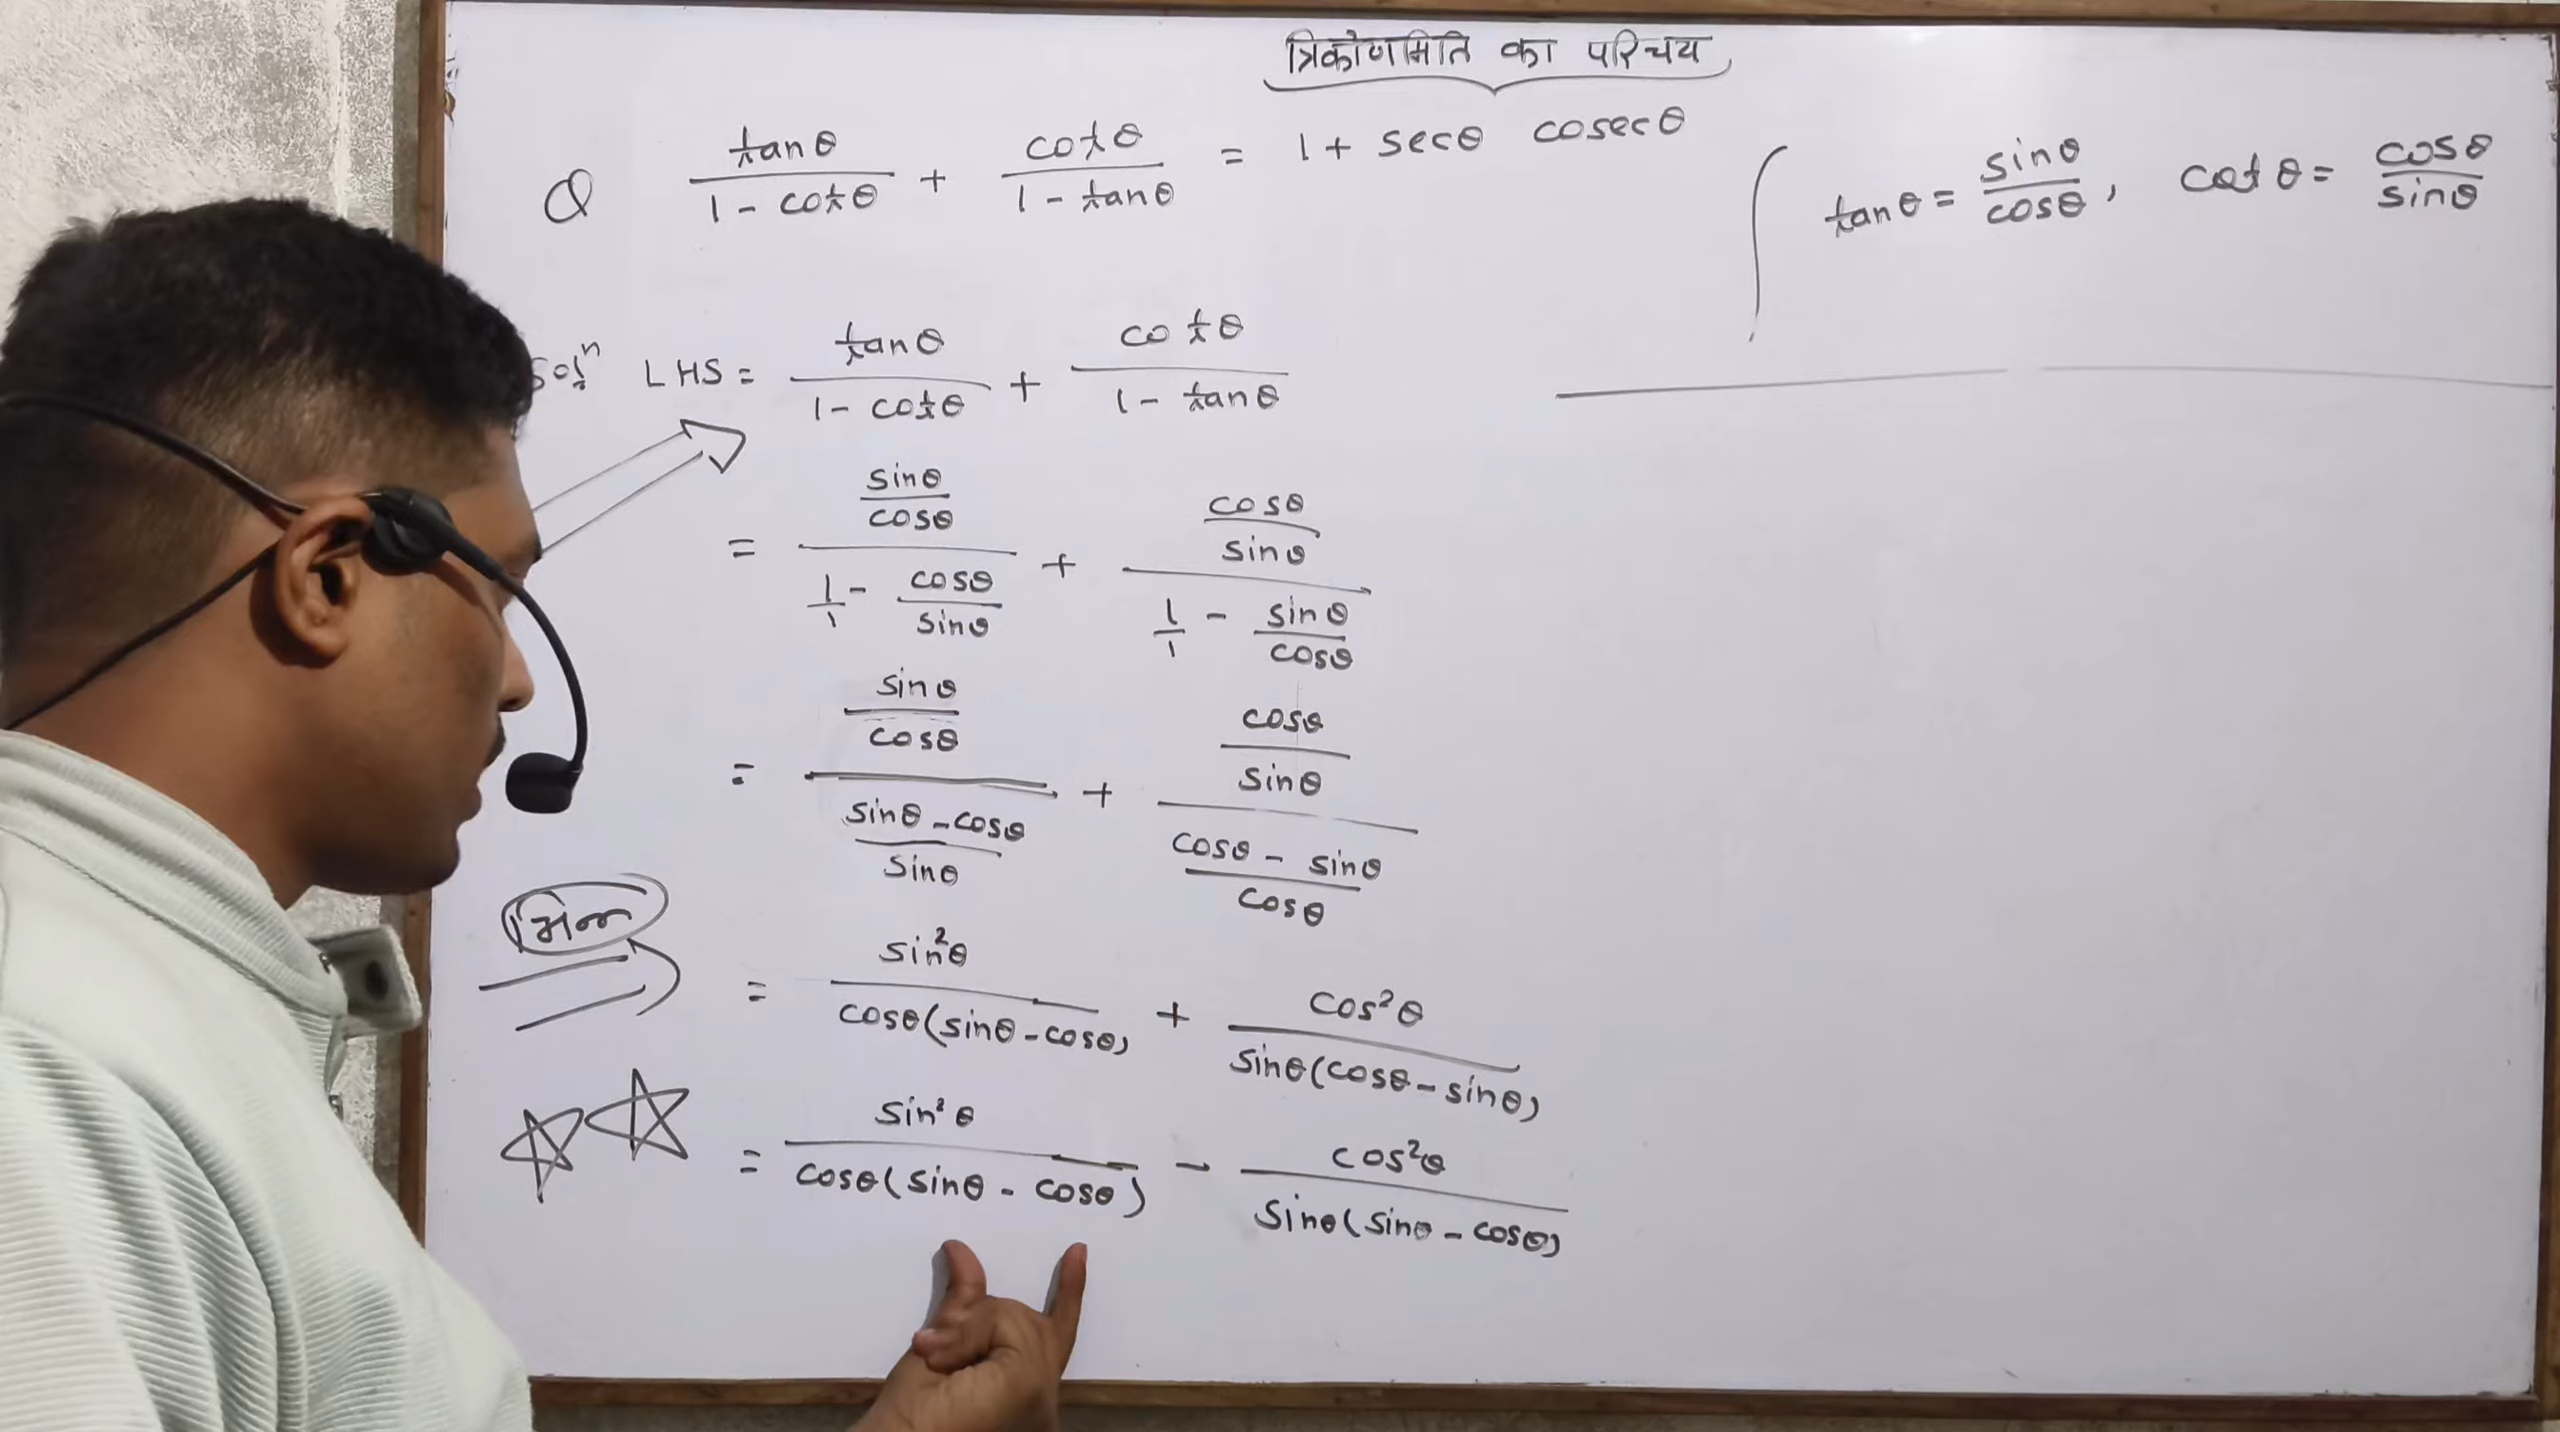 त्रिकोणमिति का परिचय
Q tanθ/(1 - cotθ) + cotθ/(1 - tanθ) = 1 + secθ cosecθ
tanθ = sinθ/cosθ, cotθ = cosθ/sinθ
Solⁿ LHS = tanθ/(1 - cotθ) + cotθ/(1 - tanθ)
= (sinθ/cosθ)/(1/1 - cosθ/sinθ) + (cosθ/sinθ)/(1/1 - sinθ/cosθ)
= (sinθ/cosθ)/((sinθ - cosθ)/sinθ) + (cosθ/sinθ)/((cosθ - sinθ)/cosθ)
भिन्न
= sin²θ/cosθ(sinθ - cosθ) + cos²θ/sinθ(cosθ - sinθ)
= sin²θ/cosθ(sinθ - cosθ) - cos²θ/sinθ(sinθ - cosθ)